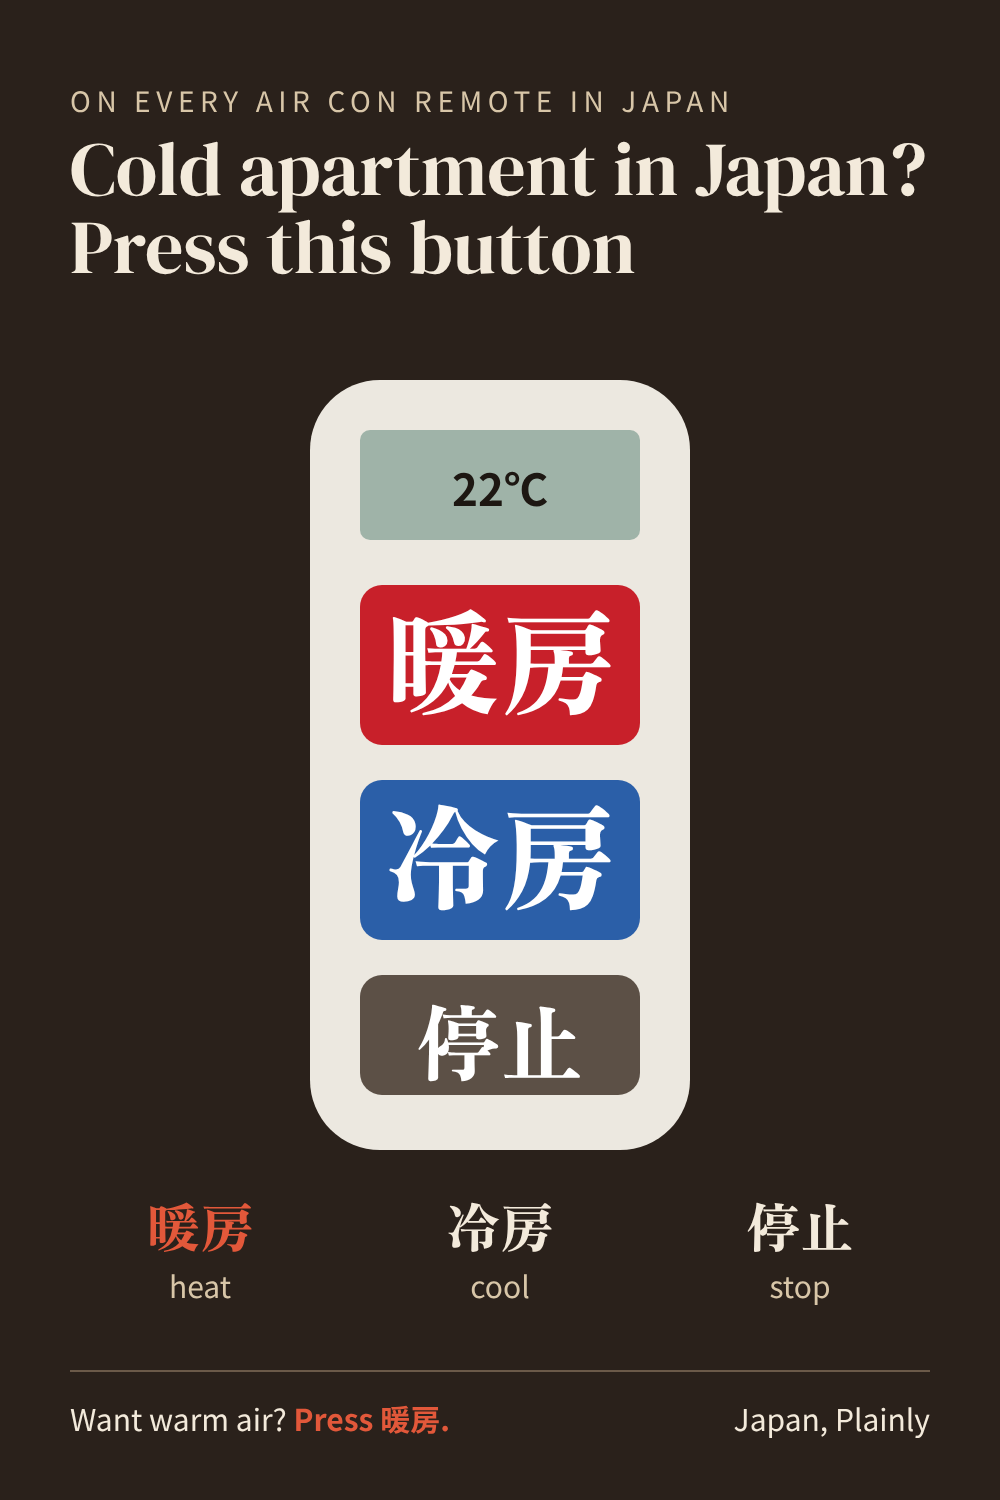 ON EVERY AIR CON REMOTE IN JAPAN
Cold apartment in Japan?
Press this button
22°C
暖房
冷房
停止
暖房 冷房 停止
heat cool stop
Want warm air? Press 暖房. Japan, Plainly